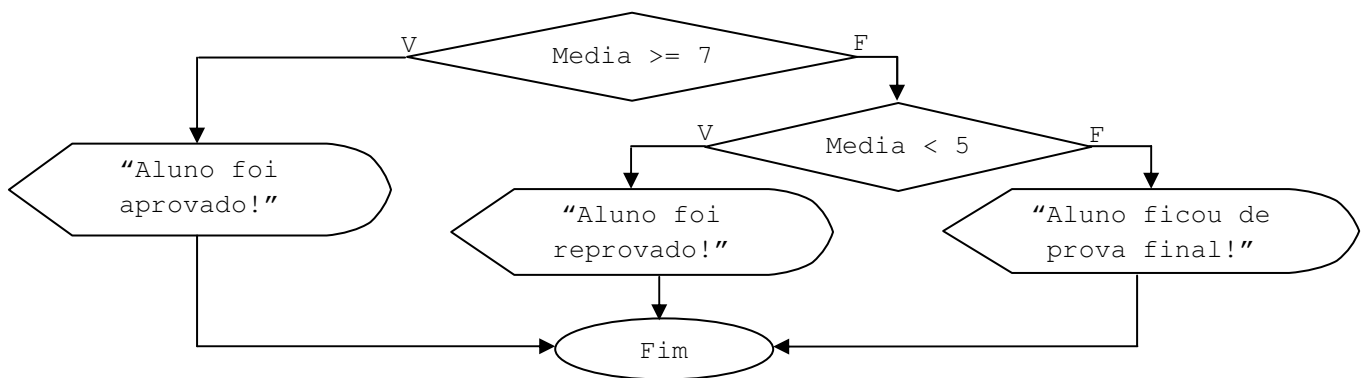 V
Media >= 7
F
V
Media < 5
F
“Aluno foi
aprovado!”
“Aluno foi
reprovado!”
“Aluno ficou de
prova final!”
Fim